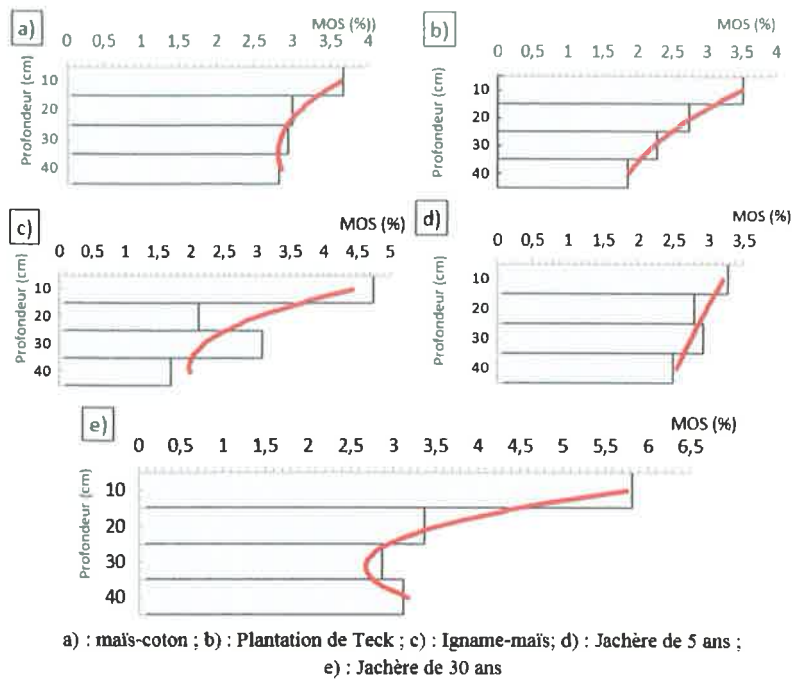 a)
MOS (%))
0 0,5 1 1,5 2 2,5 3 3,5 4
Profondeur (cm)
10
20
30
40
b)
MOS (%)
0 0,5 1 1,5 2 2,5 3 3,5 4
Profondeur (cm)
10
20
30
40
c)
MOS (%)
0 0,5 1 1,5 2 2,5 3 3,5 4 4,5 5
Profondeur (cm)
10
20
30
40
d)
MOS (%)
0 0,5 1 1,5 2 2,5 3 3,5
Profondeur (cm)
10
20
30
40
e)
MOS (%)
0 0,5 1 1,5 2 2,5 3 3,5 4 4,5 5 5,5 6 6,5
Profondeur (cm)
10
20
30
40
a) : maïs-coton ; b) : Plantation de Teck ; c) : Igname-maïs; d) : Jachère de 5 ans ;
e) : Jachère de 30 ans